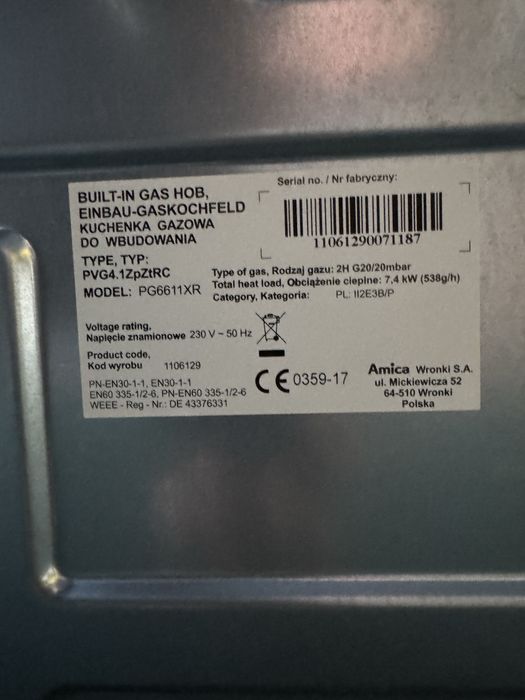 BUILT-IN GAS HOB,
EINBAU-GASKOCHFELD
KUCHENKA GAZOWA
DO WBUDOWANIA
TYPE, TYP:
PVG4.1ZpZtRC
MODEL: PG6611XR
Serial no. / Nr fabryczny:
11061290071187
Type of gas, Rodzaj gazu: 2H G20/20mbar
Total heat load, Obciążenie cieplne: 7,4 kW (538g/h)
Category, Kategoria: PL: II2E3B/P
Voltage rating,
Napięcie znamionowe 230 V ~ 50 Hz
Product code,
Kod wyrobu 1106129
PN-EN30-1-1, EN30-1-1
EN60 335-1/2-6, PN-EN60 335-1/2-6
WEEE - Reg - Nr.: DE 43376331
CE 0359-17
Amica Wronki S.A.
ul. Mickiewicza 52
64-510 Wronki
Polska